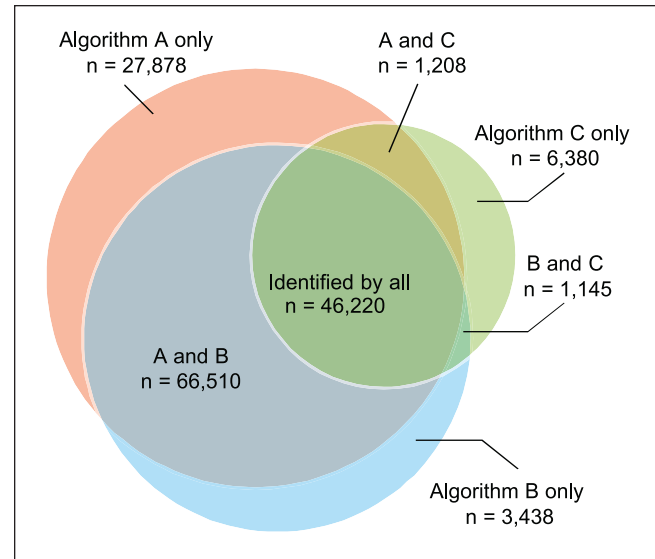 Algorithm A only
n = 27,878
A and C
n = 1,208
Algorithm C only
n = 6,380
B and C
n = 1,145
Identified by all
n = 46,220
A and B
n = 66,510
Algorithm B only
n = 3,438